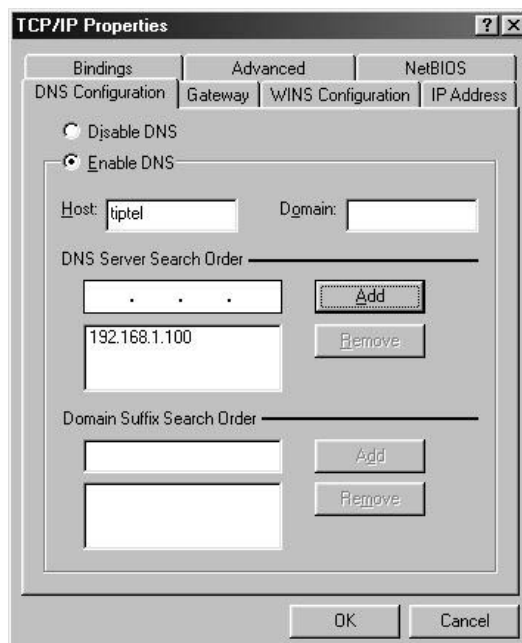 TCP/IP Properties
? X
Bindings Advanced NetBIOS
DNS Configuration Gateway WINS Configuration IP Address
Disable DNS
Enable DNS
Host: tiptel Domain:
DNS Server Search Order
. . . Add
192.168.1.100 Remove
Domain Suffix Search Order
Add
Remove
OK Cancel